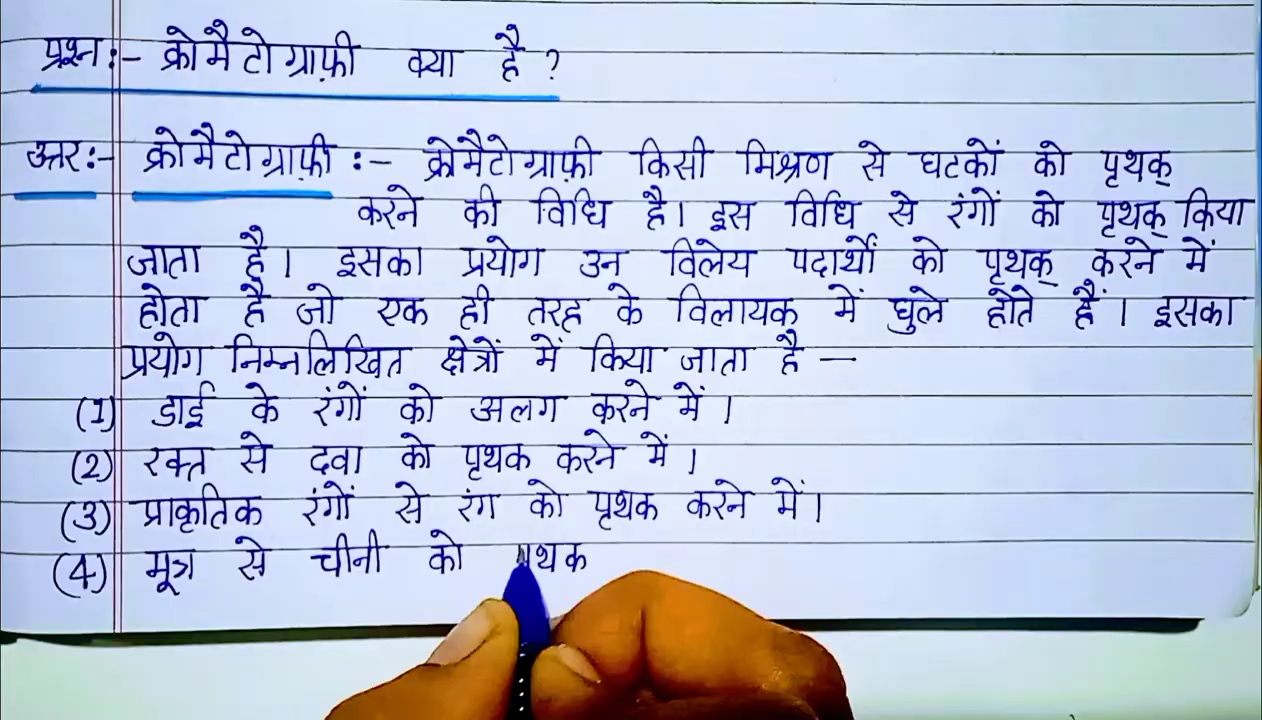 प्रश्न:- क्रोमैटोग्राफ़ी क्या है ?
उत्तर:- क्रोमैटोग्राफ़ी :- क्रोमैटोग्राफ़ी किसी मिश्रण से घटकों को पृथक्
करने की विधि है। इस विधि से रंगों को पृथक् किया
जाता है। इसका प्रयोग उन विलेय पदार्थों को पृथक् करने में
होता है जो एक ही तरह के विलायक में घुले होते हैं। इसका
प्रयोग निम्नलिखित क्षेत्रों में किया जाता है –
(1) डाई के रंगों को अलग करने में।
(2) रक्त से दवा को पृथक करने में।
(3) प्राकृतिक रंगों से रंग को पृथक करने में।
(4) मूत्र से चीनी को पृथक